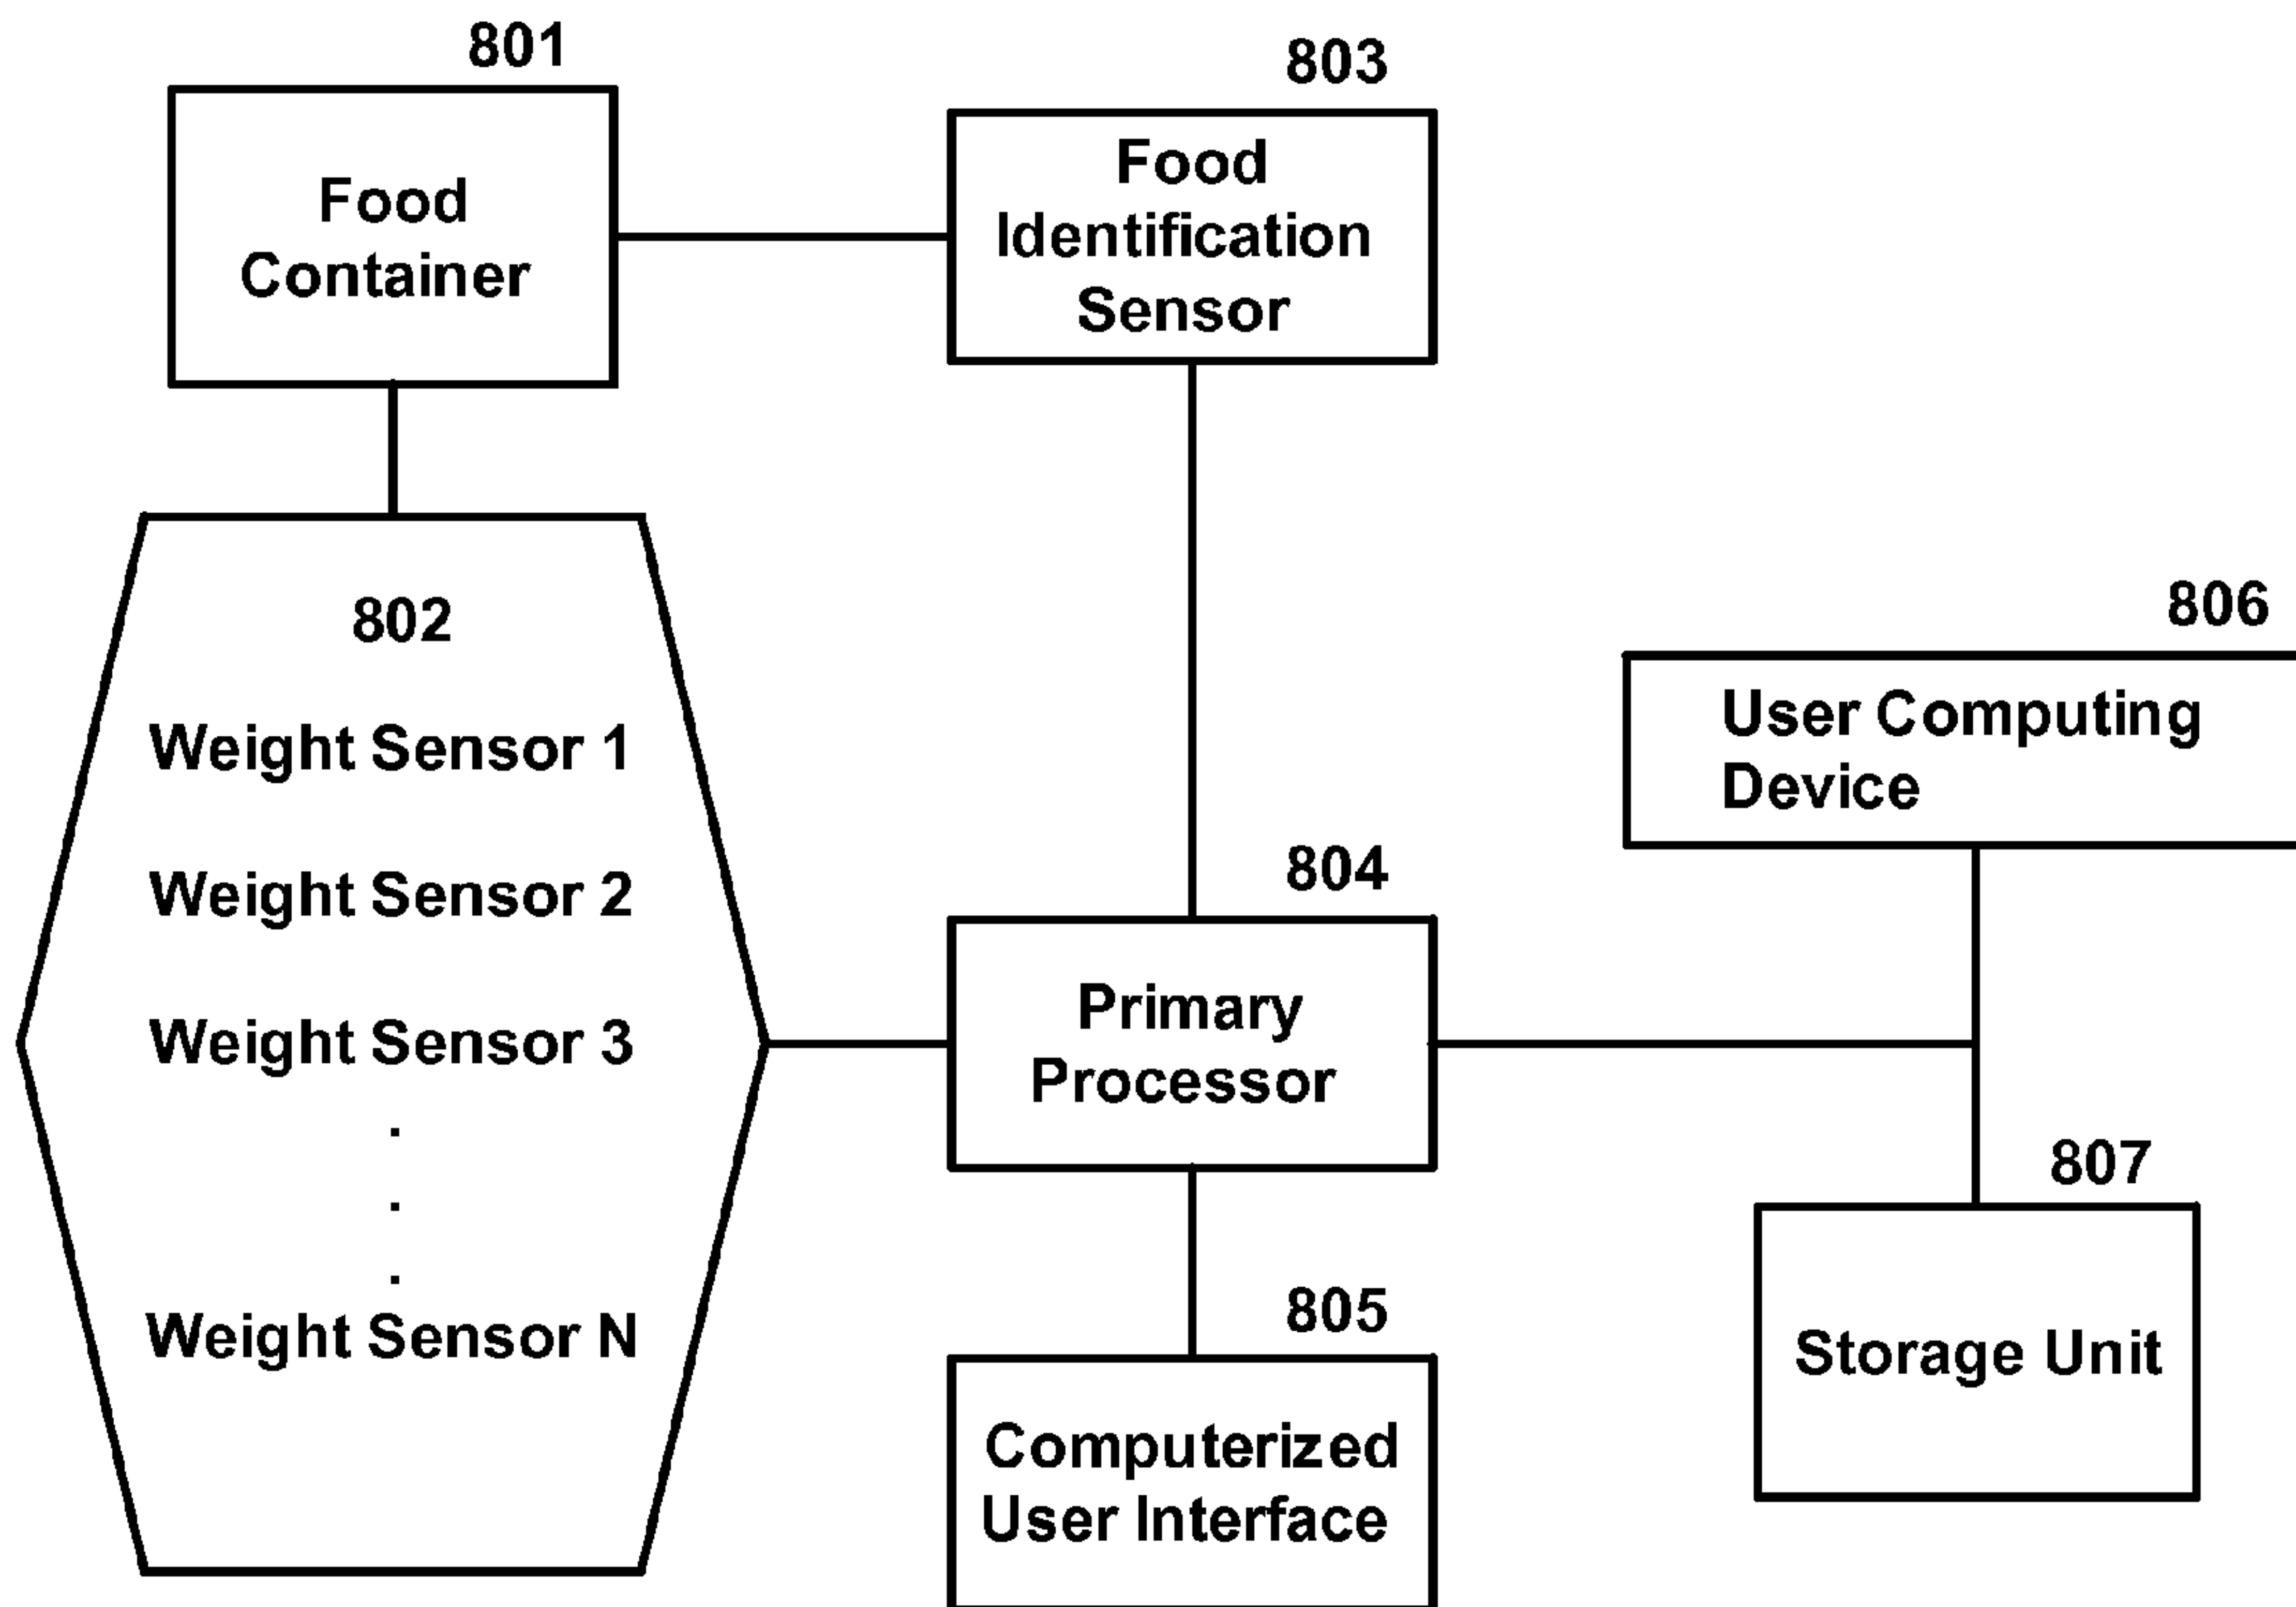 801
Food
Container
803
Food
Identification
Sensor
802
Weight Sensor 1
Weight Sensor 2
Weight Sensor 3
.
.
.
Weight Sensor N
804
Primary
Processor
805
Computerized
User Interface
806
User Computing
Device
807
Storage Unit